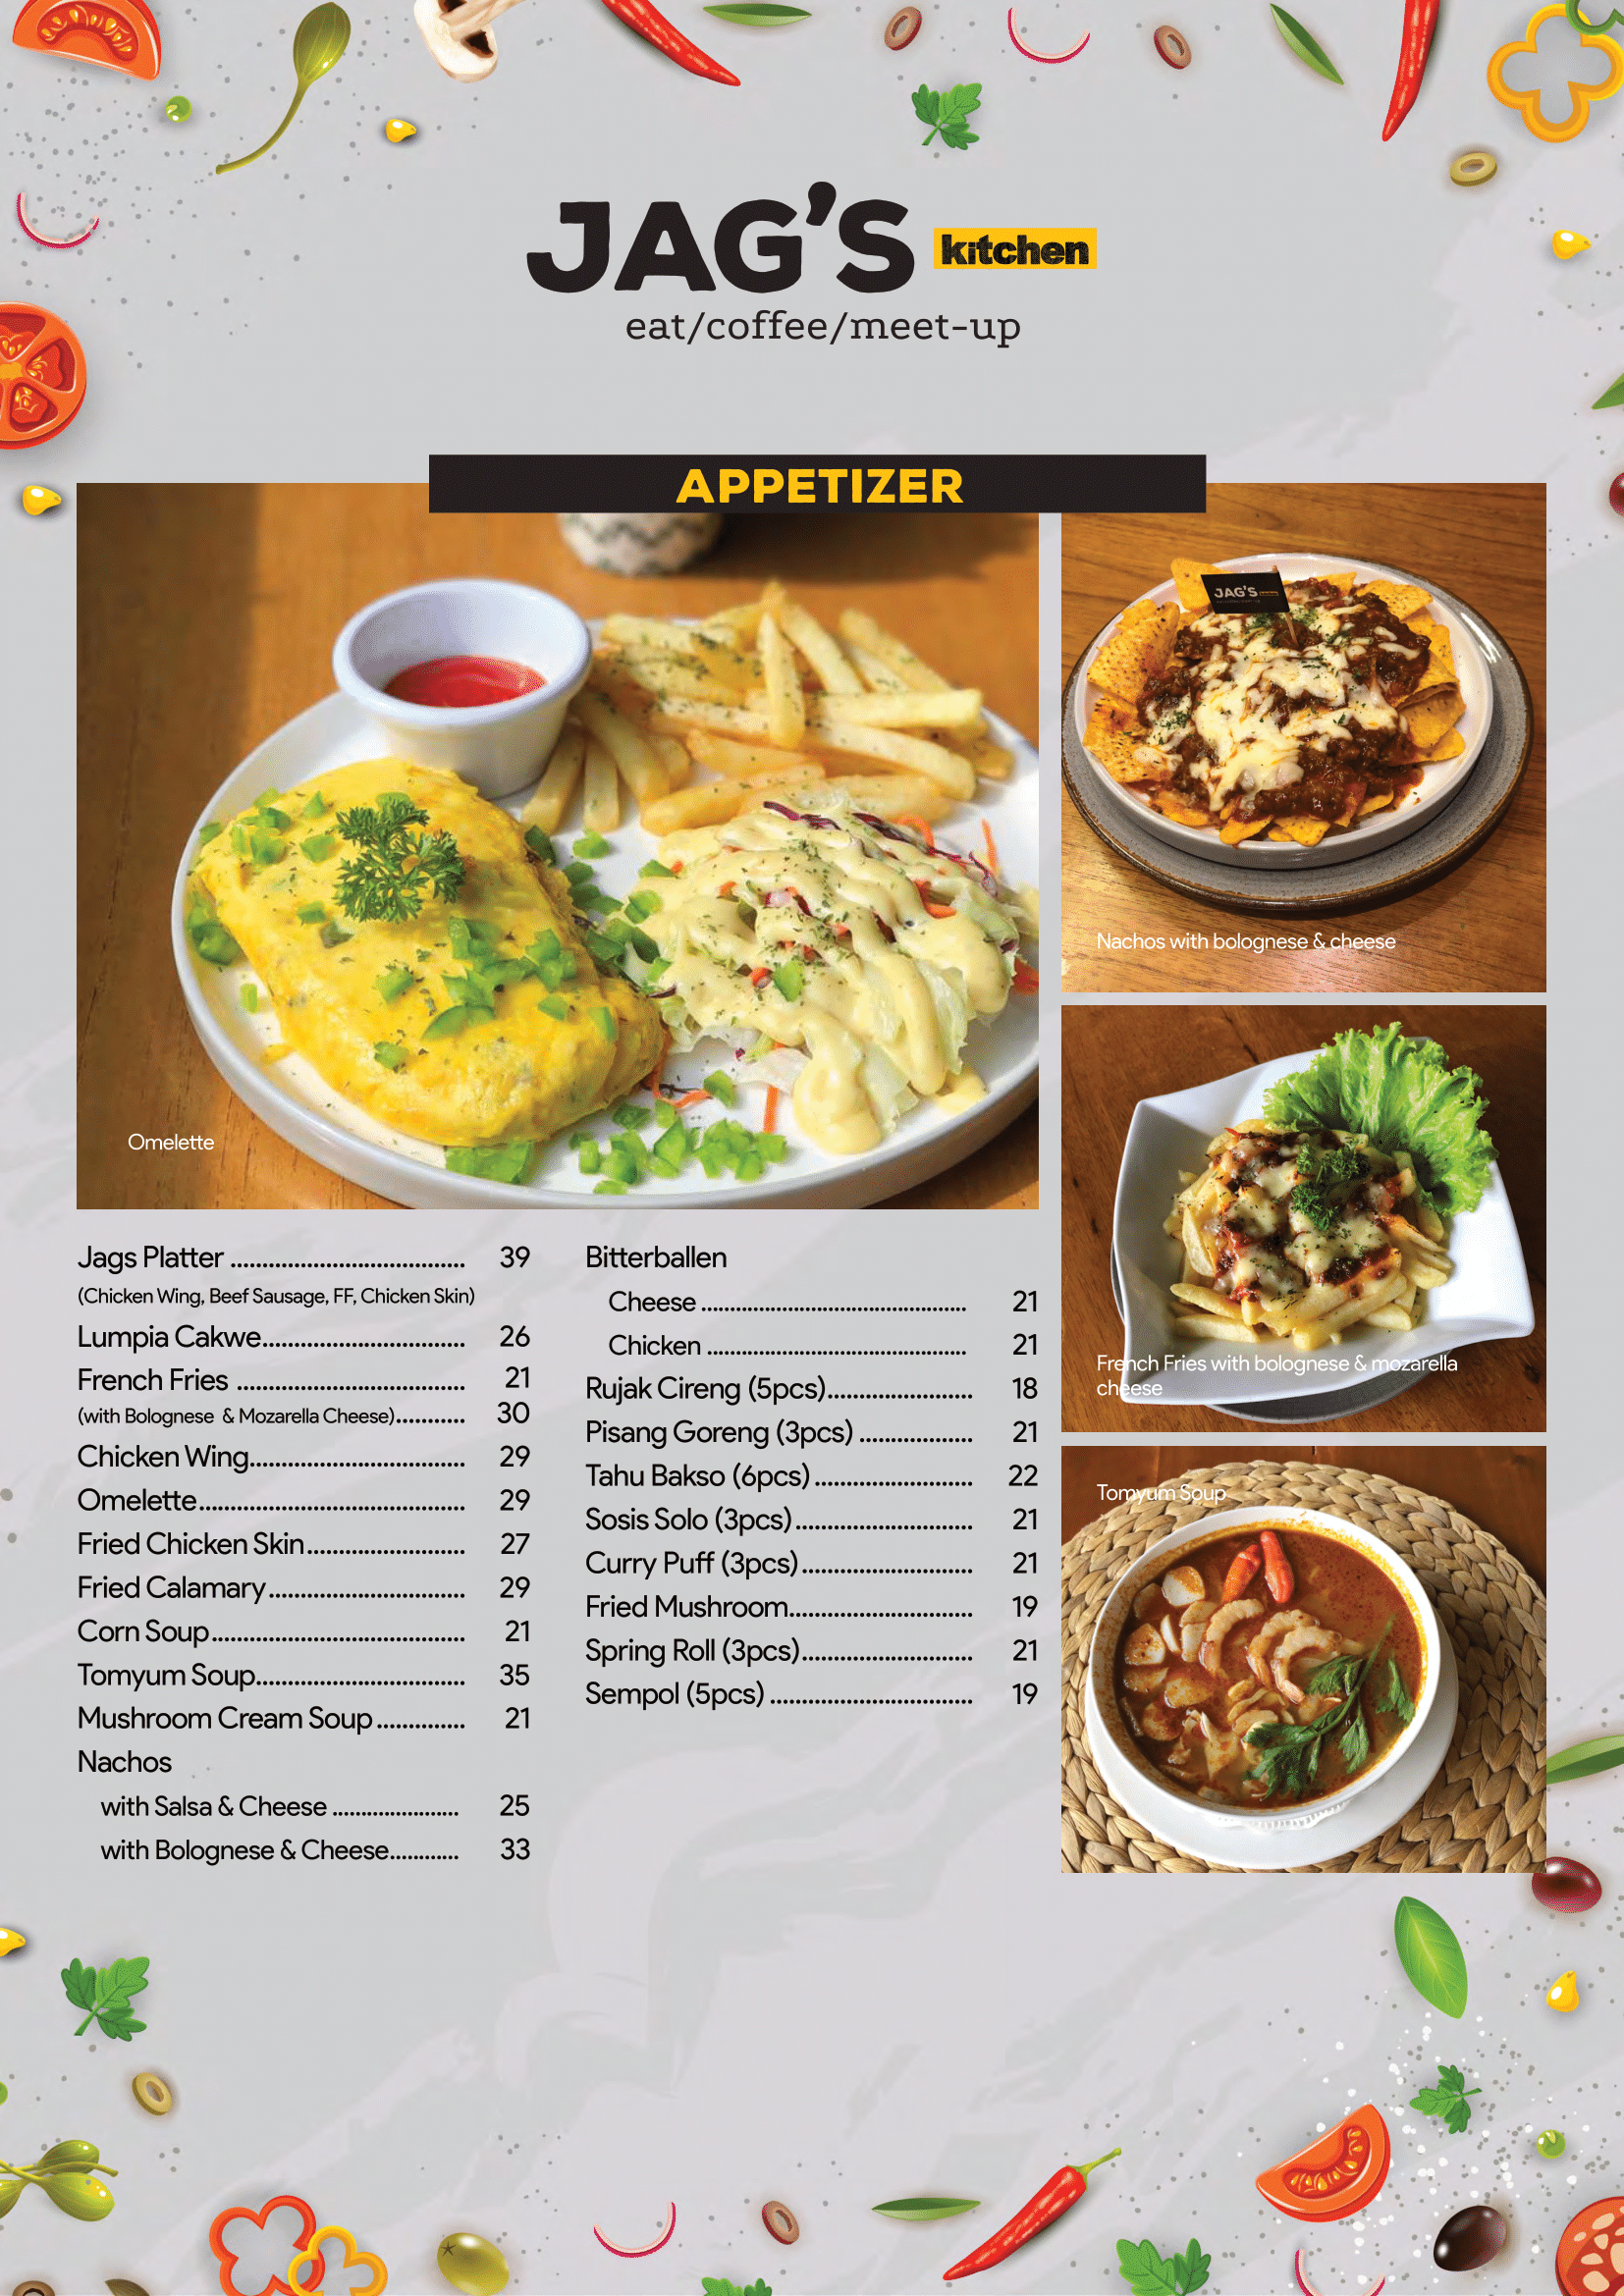 JAG'S kitchen
eat/coffee/meet-up
APPETIZER
JAG'S
Nachos with bolognese & cheese
Omelette
French Fries with bolognese & mozarella
cheese
Tomyum Soup
Jags Platter .................................... 39
(Chicken Wing, Beef Sausage, FF, Chicken Skin)
Lumpia Cakwe............................... 26
French Fries ................................... 21
(with Bolognese & Mozarella Cheese)........... 30
Chicken Wing................................. 29
Omelette......................................... 29
Fried Chicken Skin........................ 27
Fried Calamary.............................. 29
Corn Soup....................................... 21
Tomyum Soup................................ 35
Mushroom Cream Soup .............. 21
Nachos
with Salsa & Cheese ...................... 25
with Bolognese & Cheese............ 33
Bitterballen
Cheese .............................................. 21
Chicken ............................................. 21
Rujak Cireng (5pcs)...................... 18
Pisang Goreng (3pcs) ................. 21
Tahu Bakso (6pcs) ........................ 22
Sosis Solo (3pcs)........................... 21
Curry Puff (3pcs).......................... 21
Fried Mushroom............................ 19
Spring Roll (3pcs).......................... 21
Sempol (5pcs) ............................... 19